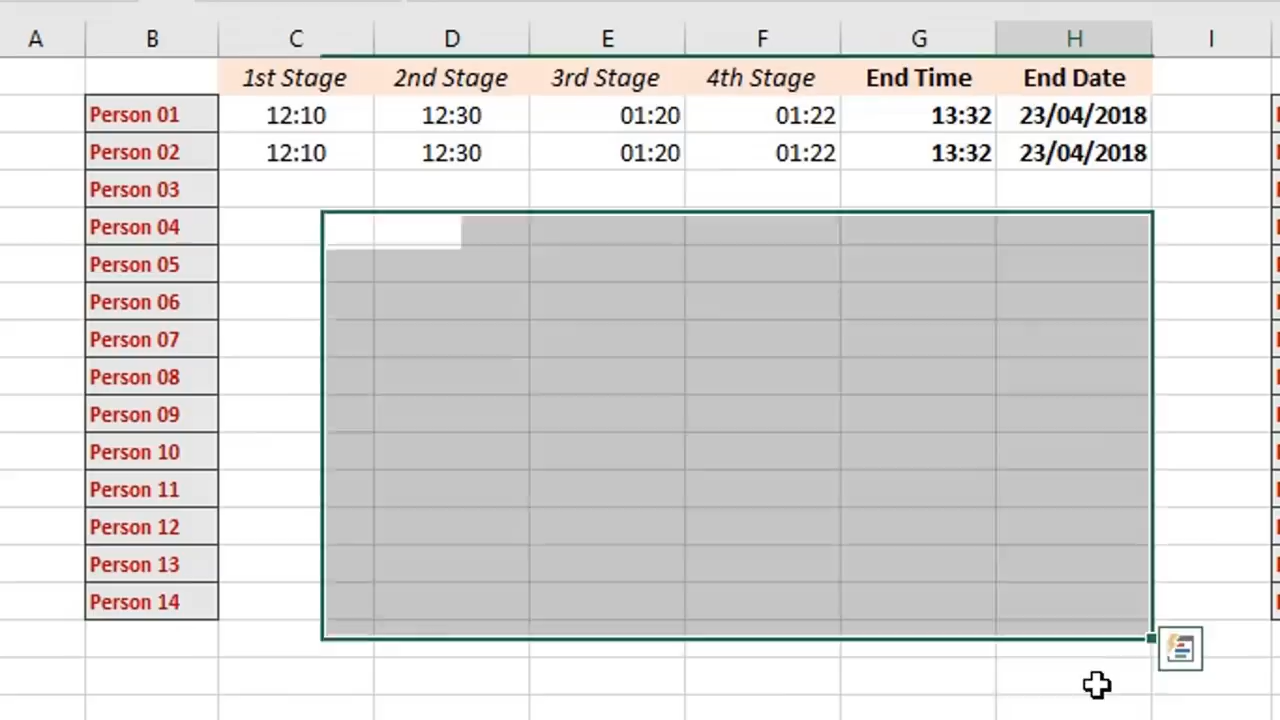 A B C D E F G H I
1st Stage 2nd Stage 3rd Stage 4th Stage End Time End Date
Person 01 12:10 12:30 01:20 01:22 13:32 23/04/2018
Person 02 12:10 12:30 01:20 01:22 13:32 23/04/2018
Person 03
Person 04
Person 05
Person 06
Person 07
Person 08
Person 09
Person 10
Person 11
Person 12
Person 13
Person 14